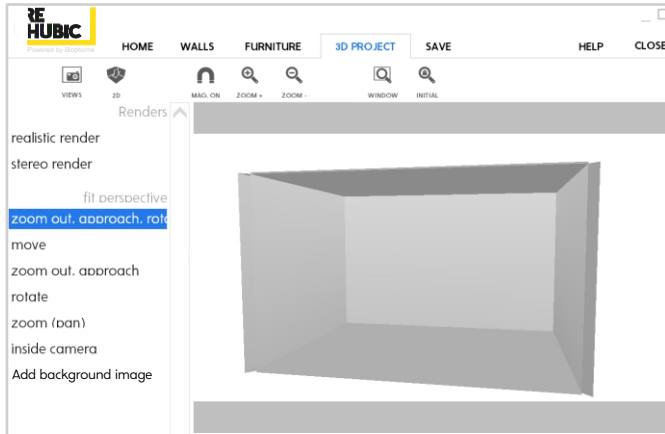 RE
HUBIC
Powered by Blophome
HOME WALLS FURNITURE 3D PROJECT SAVE HELP CLOSE
VIEWS 2D MAG. ON ZOOM + ZOOM - WINDOW INITIAL
Renders
realistic render
stereo render
fit perspective
zoom out, approach, rota
move
zoom out, approach
rotate
zoom (pan)
inside camera
Add background image